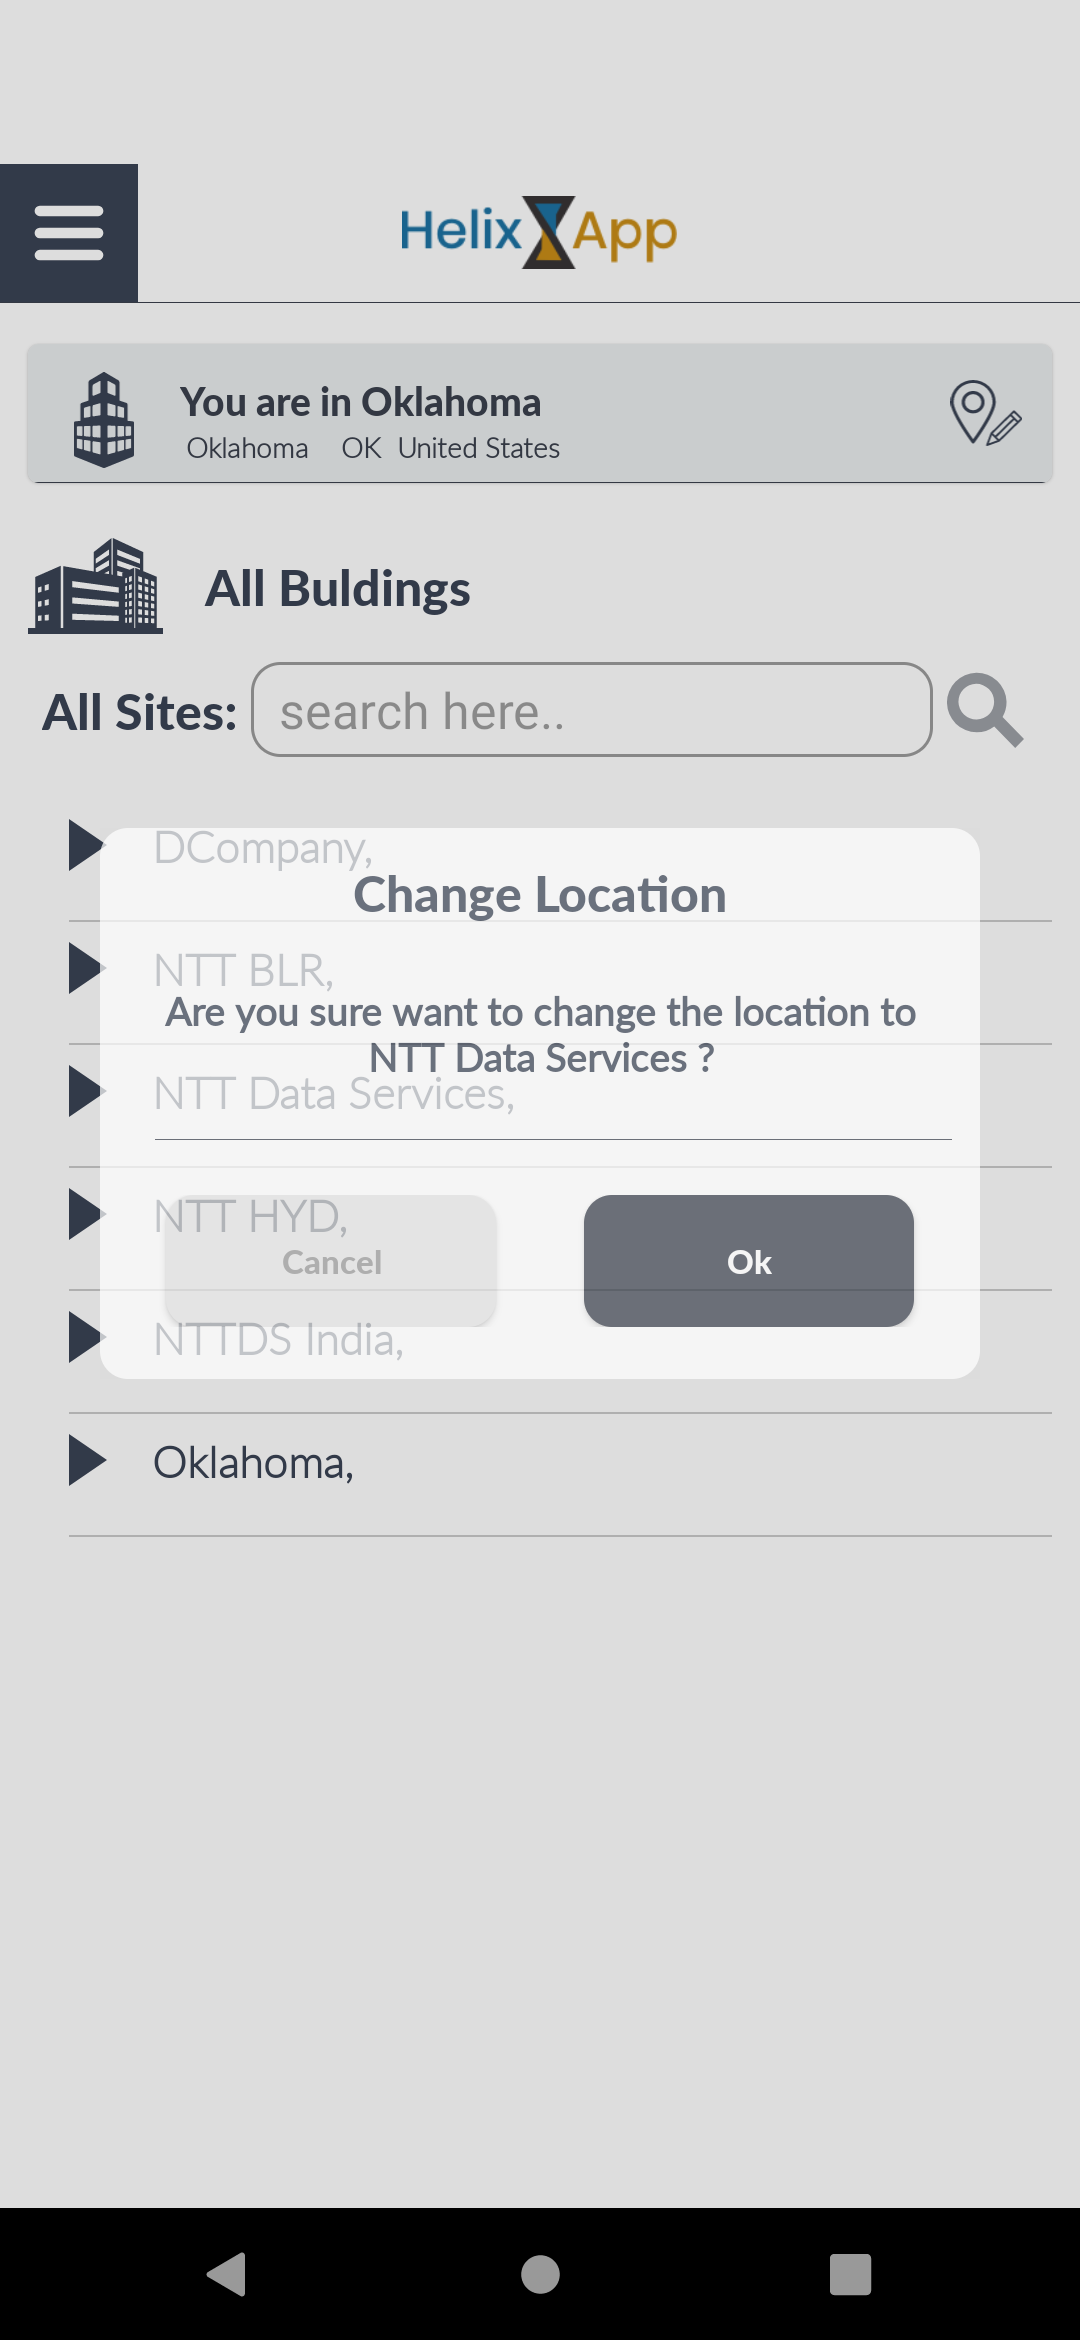 Helix App
You are in Oklahoma
Oklahoma OK United States
All Buldings
All Sites: search here..
DCompany,
Change Location
NTT BLR,
Are you sure want to change the location to
NTT Data Services ?
NTT Data Services,
NTT HYD,
Cancel Ok
NTTDS India,
Oklahoma,